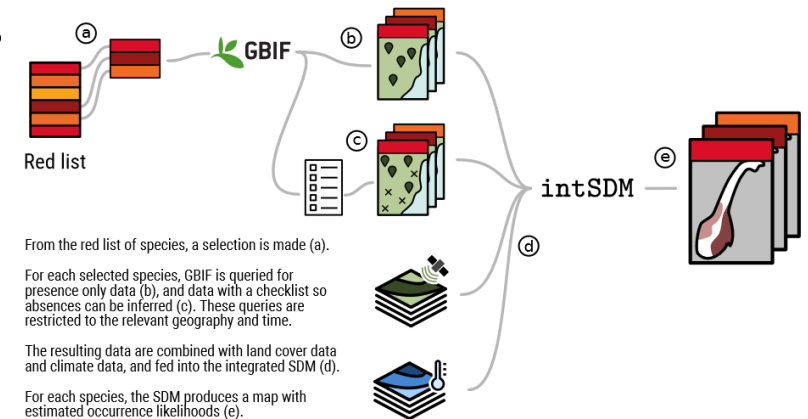 a
b
GBIF
Red list
c
e
intSDM
d
From the red list of species, a selection is made (a).
For each selected species, GBIF is queried for
presence only data (b), and data with a checklist so
absences can be inferred (c). These queries are
restricted to the relevant geography and time.
The resulting data are combined with land cover data
and climate data, and fed into the integrated SDM (d).
For each species, the SDM produces a map with
estimated occurrence likelihoods (e).